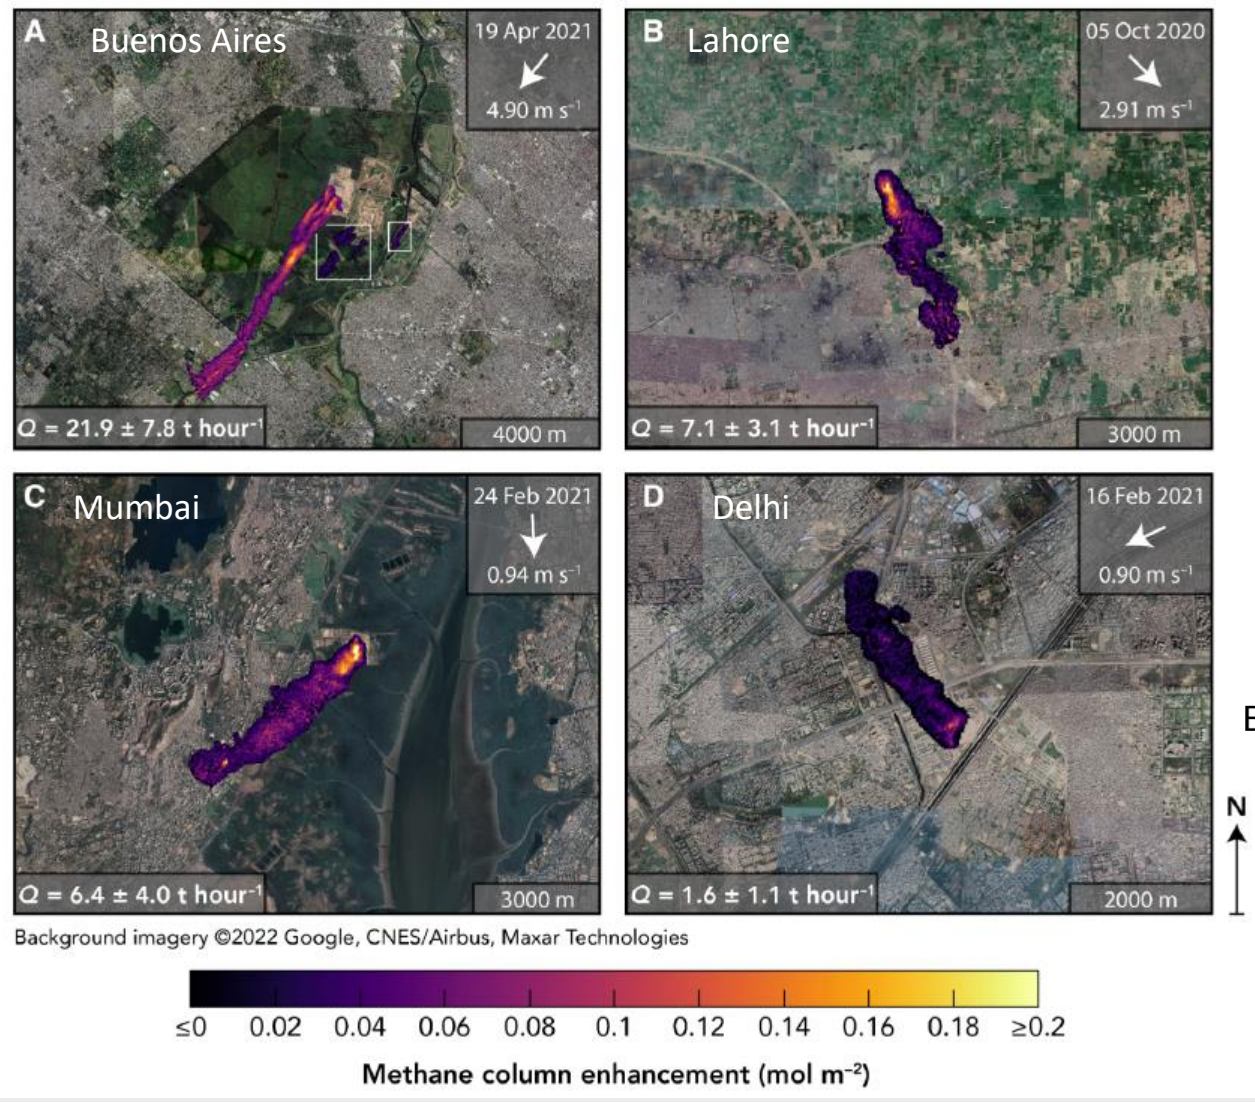 A Buenos Aires
19 Apr 2021
4.90 m s⁻¹
Q = 21.9 ± 7.8 t hour⁻¹
4000 m
B Lahore
05 Oct 2020
2.91 m s⁻¹
Q = 7.1 ± 3.1 t hour⁻¹
3000 m
C Mumbai
24 Feb 2021
0.94 m s⁻¹
Q = 6.4 ± 4.0 t hour⁻¹
3000 m
D Delhi
16 Feb 2021
0.90 m s⁻¹
Q = 1.6 ± 1.1 t hour⁻¹
2000 m
E
N
Background imagery ©2022 Google, CNES/Airbus, Maxar Technologies
≤0 0.02 0.04 0.06 0.08 0.1 0.12 0.14 0.16 0.18 ≥0.2
Methane column enhancement (mol m⁻²)